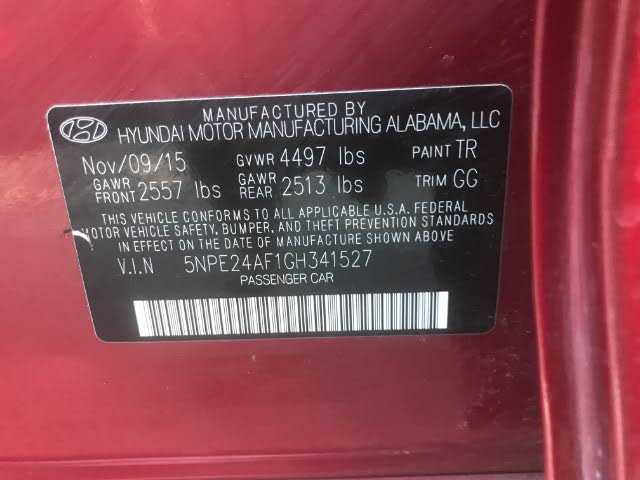 MANUFACTURED BY
HYUNDAI MOTOR MANUFACTURING ALABAMA, LLC
Nov/09/15 GVWR 4497 lbs PAINT TR
GAWR FRONT 2557 lbs GAWR REAR 2513 lbs TRIM GG
THIS VEHICLE CONFORMS TO ALL APPLICABLE U.S.A. FEDERAL
MOTOR VEHICLE SAFETY, BUMPER, AND THEFT PREVENTION STANDARDS
IN EFFECT ON THE DATE OF MANUFACTURE SHOWN ABOVE
V.I.N 5NPE24AF1GH341527
PASSENGER CAR